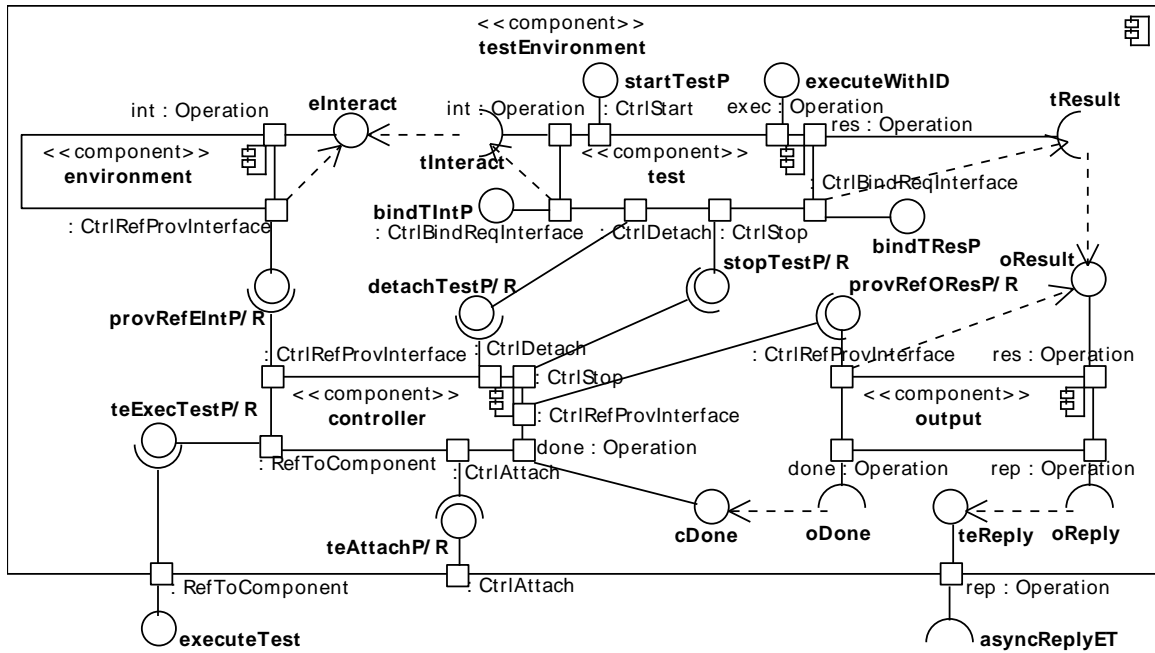 <<component>>
testEnvironment
startTestP
executeWithID
int : Operation
eInteract
int : Operation
: CtrlStart
exec : Operation
tResult
res : Operation
<<component>>
environment
tInteract
<<component>>
test
: CtrlBindReqInterface
: CtrlRefProvInterface
bindTIntP
: CtrlBindReqInterface
: CtrlDetach
: CtrlStop
bindTResP
stopTestP/R
oResult
provRefEIntP/R
detachTestP/R
provRefOResP/R
: CtrlRefProvInterface
: CtrlDetach
: CtrlRefProvInterface
res : Operation
: CtrlStop
<<component>>
controller
<<component>>
output
teExecTestP/R
: CtrlRefProvInterface
done : Operation
: RefToComponent
: CtrlAttach
done : Operation
rep : Operation
teAttachP/R
cDone
oDone
teReply
oReply
: RefToComponent
: CtrlAttach
rep : Operation
executeTest
asyncReplyET